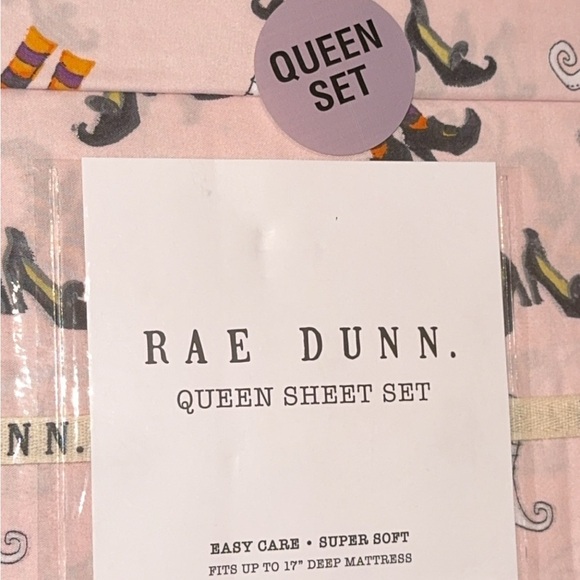 QUEEN
SET
RAE DUNN.
QUEEN SHEET SET
NN.
EASY CARE • SUPER SOFT
FITS UP TO 17" DEEP MATTRESS